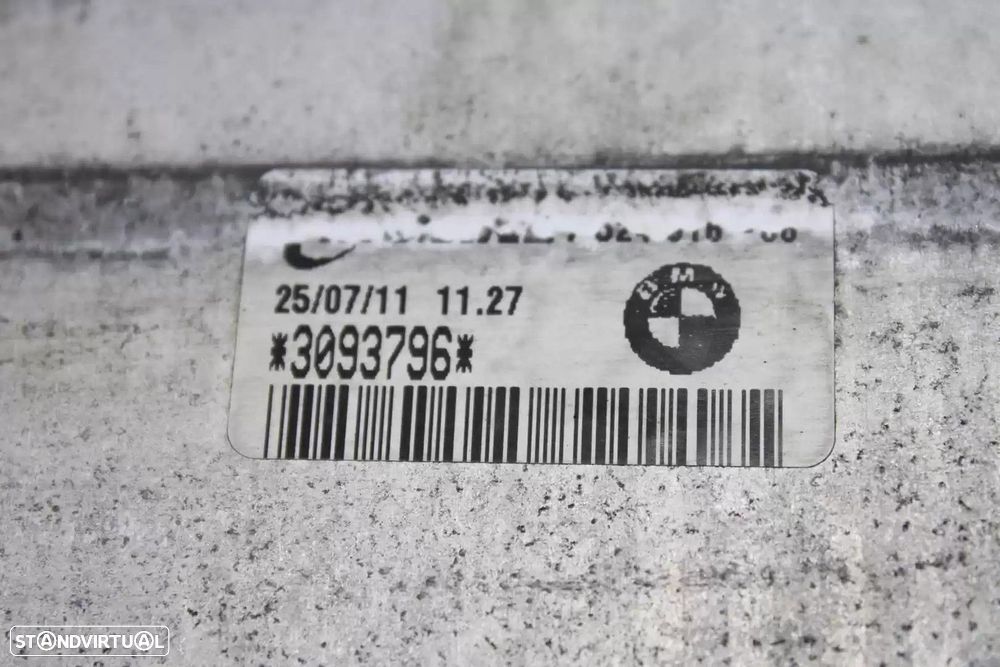 25/07/11 11.27
BMW
*3093796*
STANDVIRTUAL